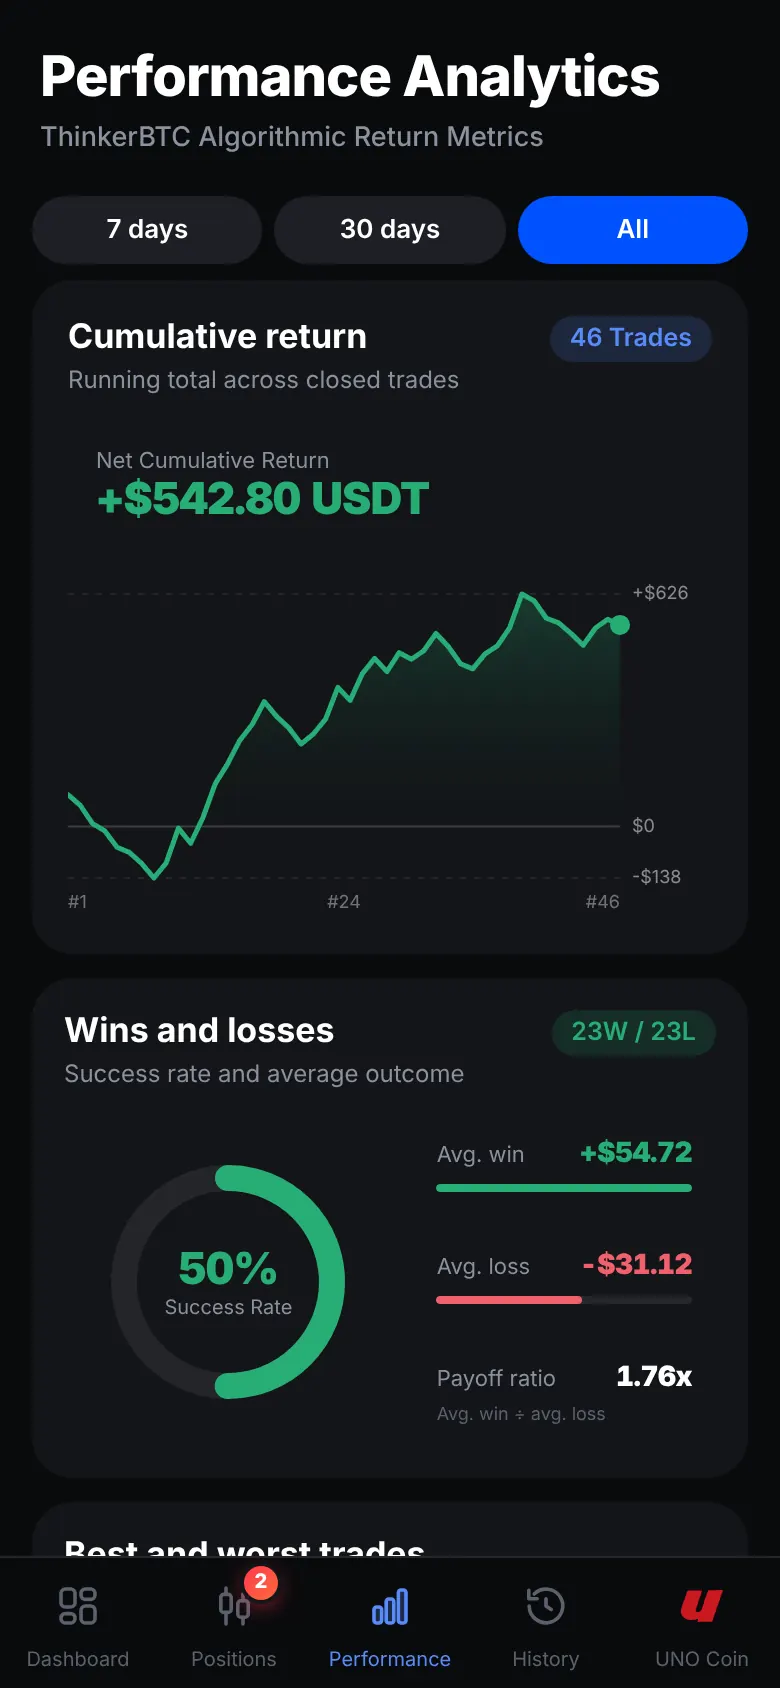 Performance Analytics
ThinkerBTC Algorithmic Return Metrics
7 days 30 days All
Cumulative return 46 Trades
Running total across closed trades
Net Cumulative Return
+$542.80 USDT
+$626
$0
-$138
#1 #24 #46
Wins and losses 23W / 23L
Success rate and average outcome
Avg. win +$54.72
50%
Success Rate
Avg. loss -$31.12
Payoff ratio 1.76x
Avg. win ÷ avg. loss
Best and worst trades
2
Dashboard Positions Performance History UNO Coin